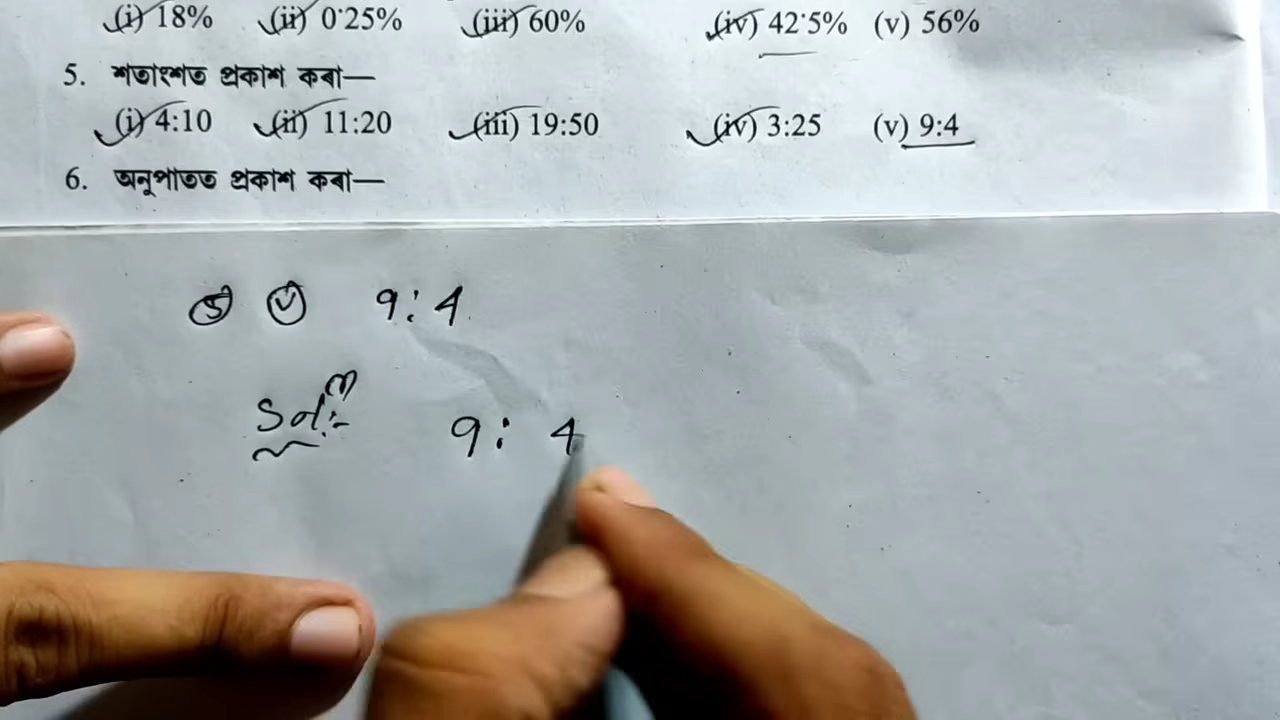 (i) 18% (ii) 0·25% (iii) 60% (iv) 42·5% (v) 56%
5. শতাংশত প্ৰকাশ কৰা—
(i) 4:10 (ii) 11:20 (iii) 19:50 (iv) 3:25 (v) 9:4
6. অনুপাতত প্ৰকাশ কৰা—
5 v 9:4
Solⁿ:- 9: 4